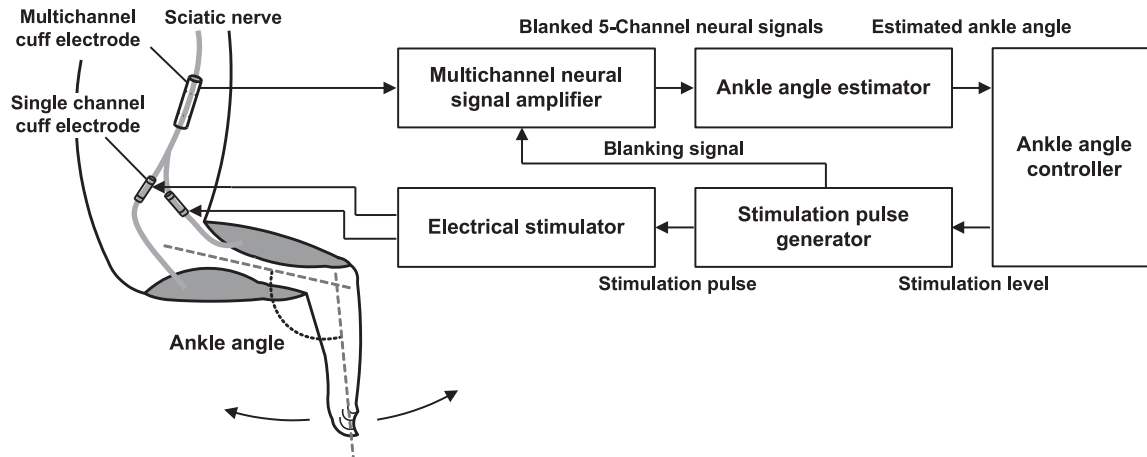 Multichannel
cuff electrode
Sciatic nerve
Single channel
cuff electrode
Blanked 5-Channel neural signals
Estimated ankle angle
Multichannel neural
signal amplifier
Ankle angle estimator
Ankle angle
controller
Blanking signal
Electrical stimulator
Stimulation pulse
generator
Stimulation pulse
Stimulation level
Ankle angle